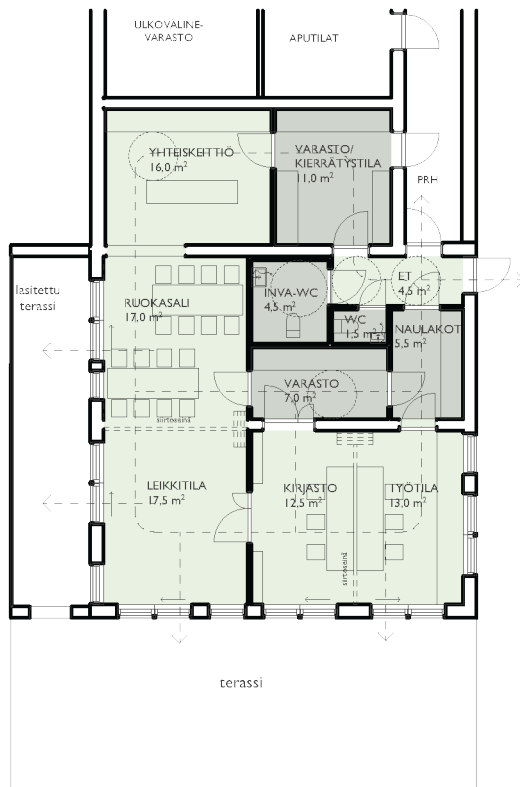 ULKOVALINE-
VARASTO
APUTILAT
YHTEISKEITTIÖ
16,0 m²
VARASTO/
KIERRÄTYSTILA
11,0 m²
PRH
lasitettu
terassi
RUOKASALI
17,0 m²
INVA-WC
4,5 m²
ET
4,5 m²
WC
1,5 m²
NAULAKOT
5,5 m²
VARASTO
7,0 m²
siirtoseinä
LEIKKITILA
17,5 m²
KIRJASTO
12,5 m²
TYÖTILA
13,0 m²
siirtoseinä
terassi